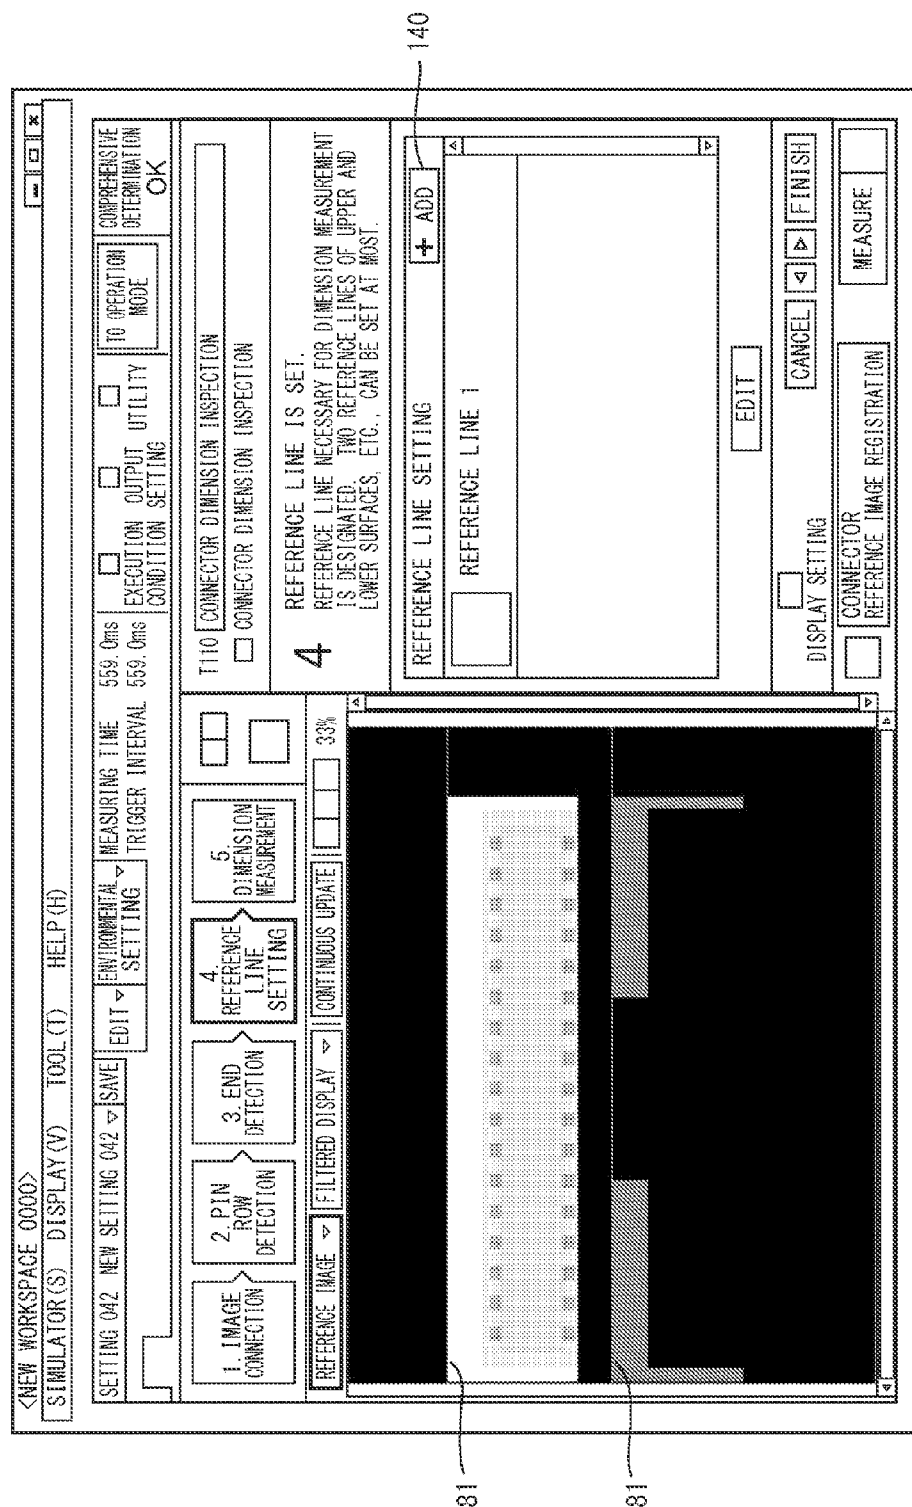 <NEW WORKSPACE 0000>
SIMULATOR(S) DISPLAY(V) TOOL(T) HELP(H)
SETTING 042 NEW SETTING 042 SAVE
EDIT
ENVIRONMENTAL
SETTING
MEASURING TIME 559.0ms
TRIGGER INTERVAL 559.0ms
EXECUTION
CONDITION
OUTPUT
SETTING
UTILITY
TO OPERATION
MODE
COMPREHENSIVE
DETERMINATION
OK
1. IMAGE
CONNECTION
2. PIN
ROW
DETECTION
3. END
DETECTION
4.
REFERENCE
LINE
SETTING
5.
DIMENSION
MEASUREMENT
REFERENCE IMAGE
FILTERED DISPLAY
CONTINUOUS UPDATE
33%
81
81
T110 CONNECTOR DIMENSION INSPECTION
CONNECTOR DIMENSION INSPECTION
4
REFERENCE LINE IS SET.
REFERENCE LINE NECESSARY FOR DIMENSION MEASUREMENT
IS DESIGNATED. TWO REFERENCE LINES OF UPPER AND
LOWER SURFACES, ETC., CAN BE SET AT MOST.
REFERENCE LINE SETTING
+ ADD
140
REFERENCE LINE 1
EDIT
DISPLAY SETTING
CANCEL
FINISH
CONNECTOR
REFERENCE IMAGE REGISTRATION
MEASURE